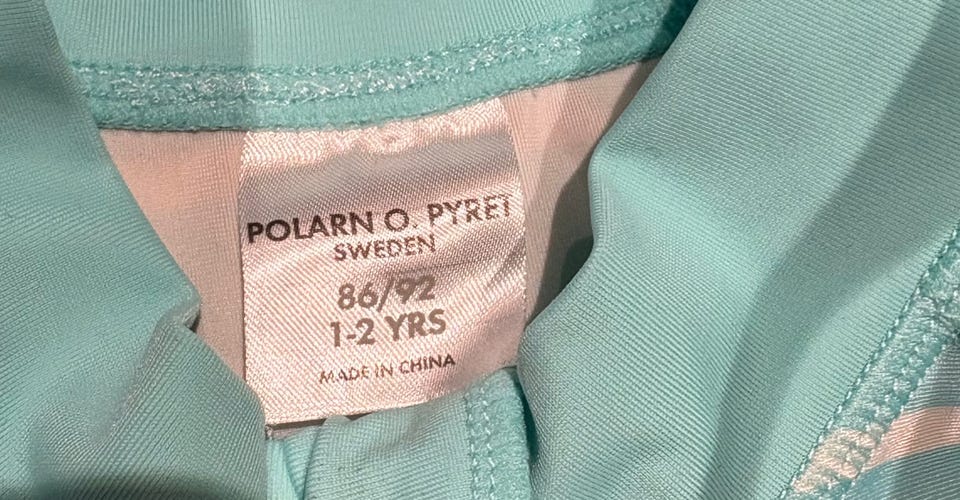 POLARN O. PYRET
SWEDEN
86/92
1-2 YRS
MADE IN CHINA